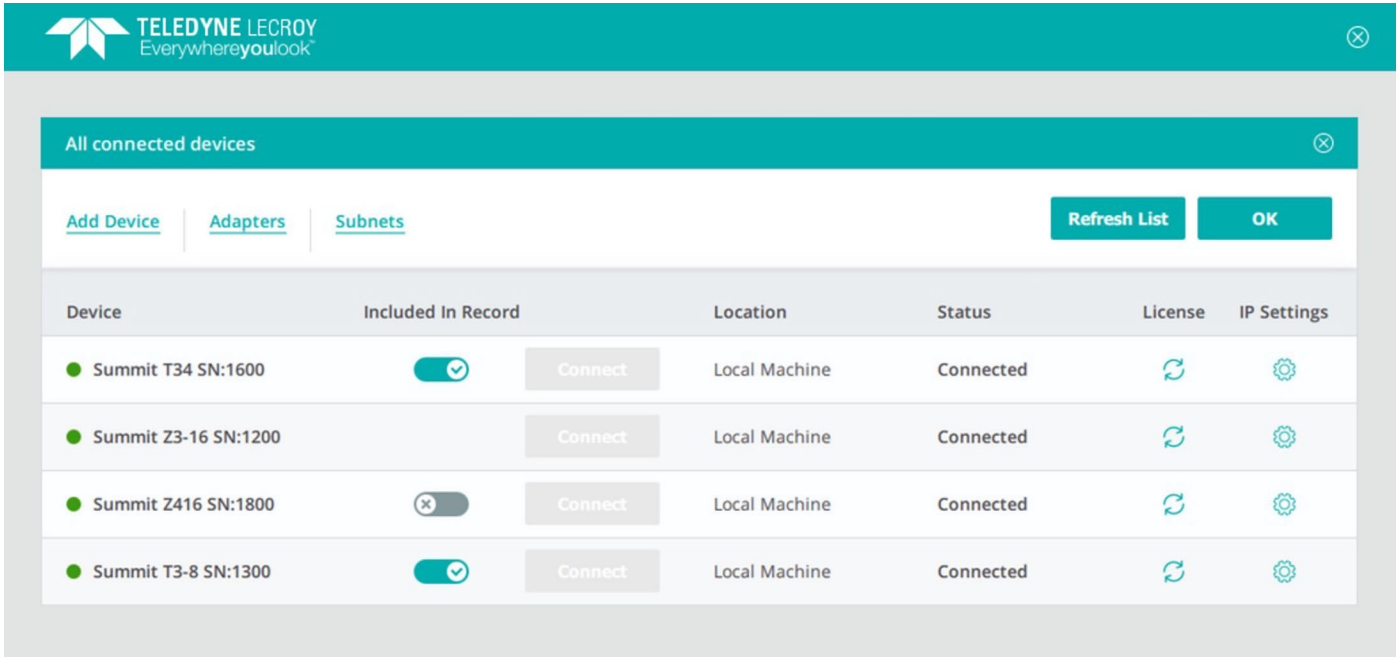 TELEDYNE LECROY
Everywhereyoulook™
All connected devices
Add Device Adapters Subnets Refresh List OK
Device Included In Record Location Status License IP Settings
Summit T34 SN:1600 Connect Local Machine Connected
Summit Z3-16 SN:1200 Connect Local Machine Connected
Summit Z416 SN:1800 Connect Local Machine Connected
Summit T3-8 SN:1300 Connect Local Machine Connected